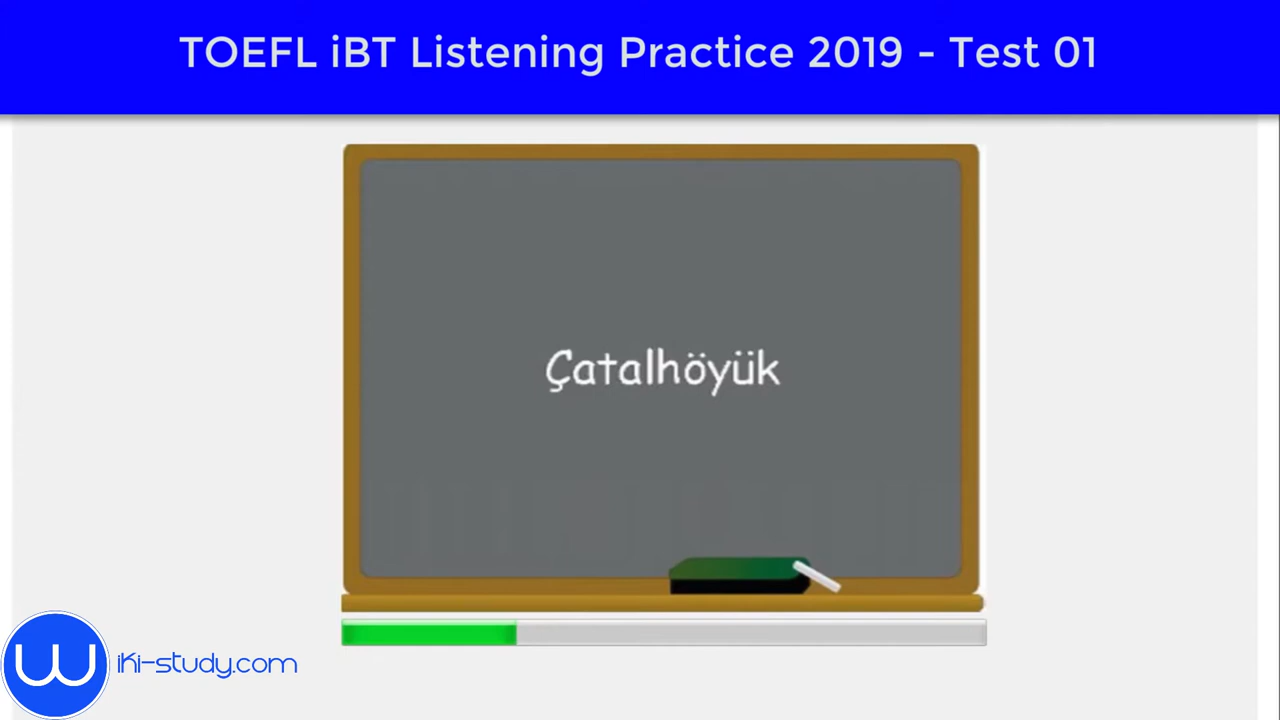 TOEFL iBT Listening Practice 2019 - Test 01
Çatalhöyük
W iki-study.com